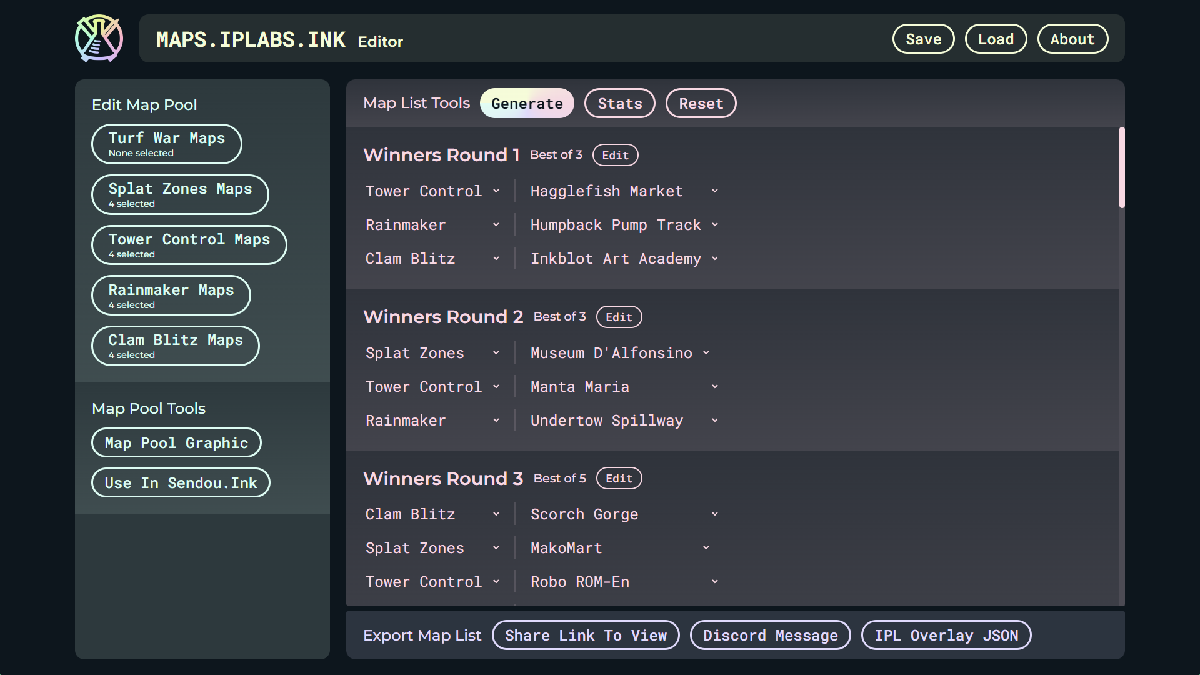 MAPS.IPLABS.INK Editor
Save Load About
Edit Map Pool
Turf War Maps
None selected
Splat Zones Maps
4 selected
Tower Control Maps
4 selected
Rainmaker Maps
4 selected
Clam Blitz Maps
4 selected
Map Pool Tools
Map Pool Graphic
Use In Sendou.Ink
Map List Tools Generate Stats Reset
Winners Round 1 Best of 3 Edit
Tower Control Hagglefish Market
Rainmaker Humpback Pump Track
Clam Blitz Inkblot Art Academy
Winners Round 2 Best of 3 Edit
Splat Zones Museum D'Alfonsino
Tower Control Manta Maria
Rainmaker Undertow Spillway
Winners Round 3 Best of 5 Edit
Clam Blitz Scorch Gorge
Splat Zones MakoMart
Tower Control Robo ROM-En
Export Map List Share Link To View Discord Message IPL Overlay JSON